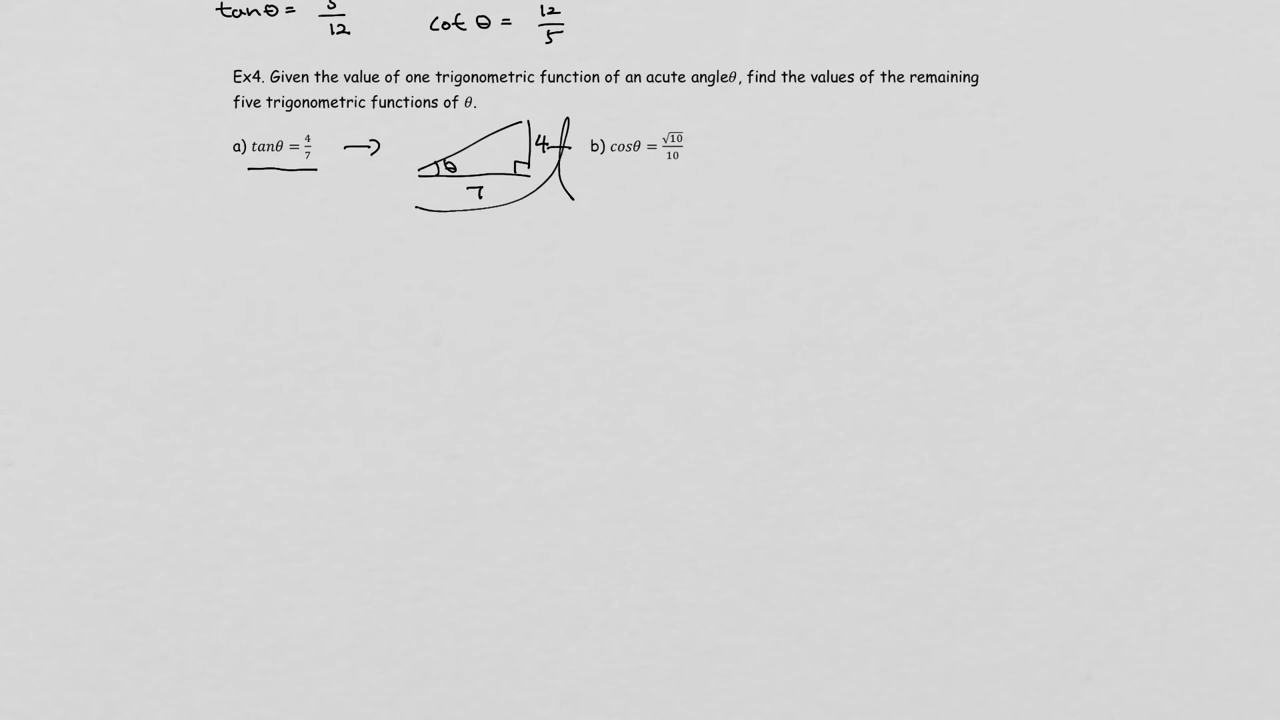 tanθ = 5/12 cot θ = 12/5
Ex4. Given the value of one trigonometric function of an acute angleθ, find the values of the remaining
five trigonometric functions of θ.
a) tanθ = 4/7 → θ 4 7 b) cosθ = √10/10